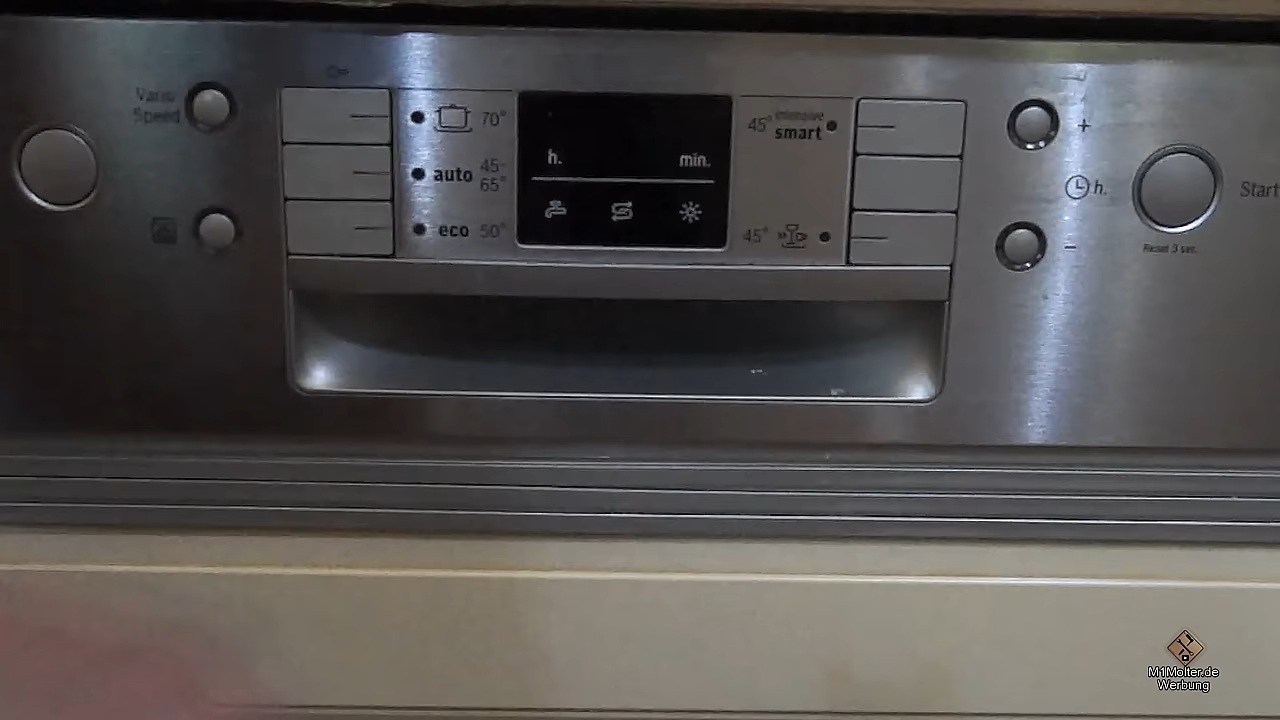 Vario
Speed
70°
auto 45-
65°
eco 50°
h. min.
45° intensive
smart
45°
+
h.
−
Start
Reset 3 sec.
M1Molter.de
Werbung